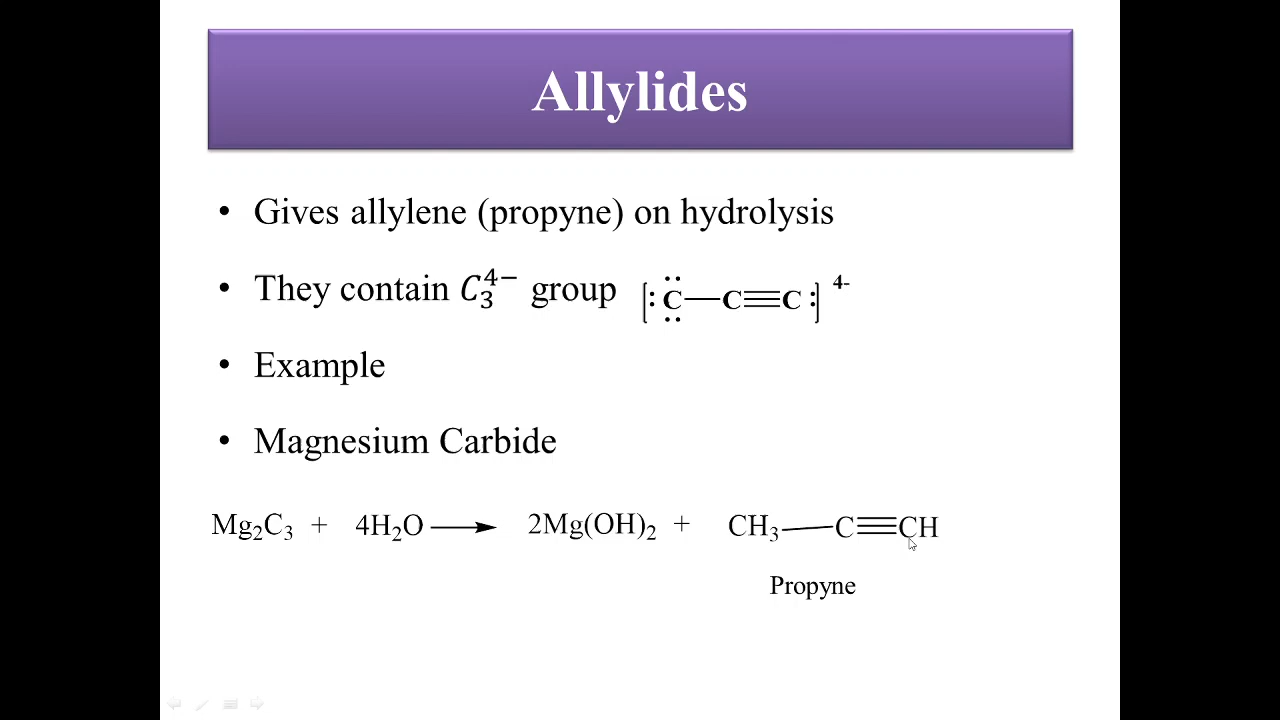 Allylides
• Gives allylene (propyne) on hydrolysis
• They contain C₃⁴⁻ group [:C̤̈—C≡C:]⁴⁻
• Example
• Magnesium Carbide
Mg₂C₃ + 4H₂O ⟶ 2Mg(OH)₂ + CH₃—C≡CH
Propyne